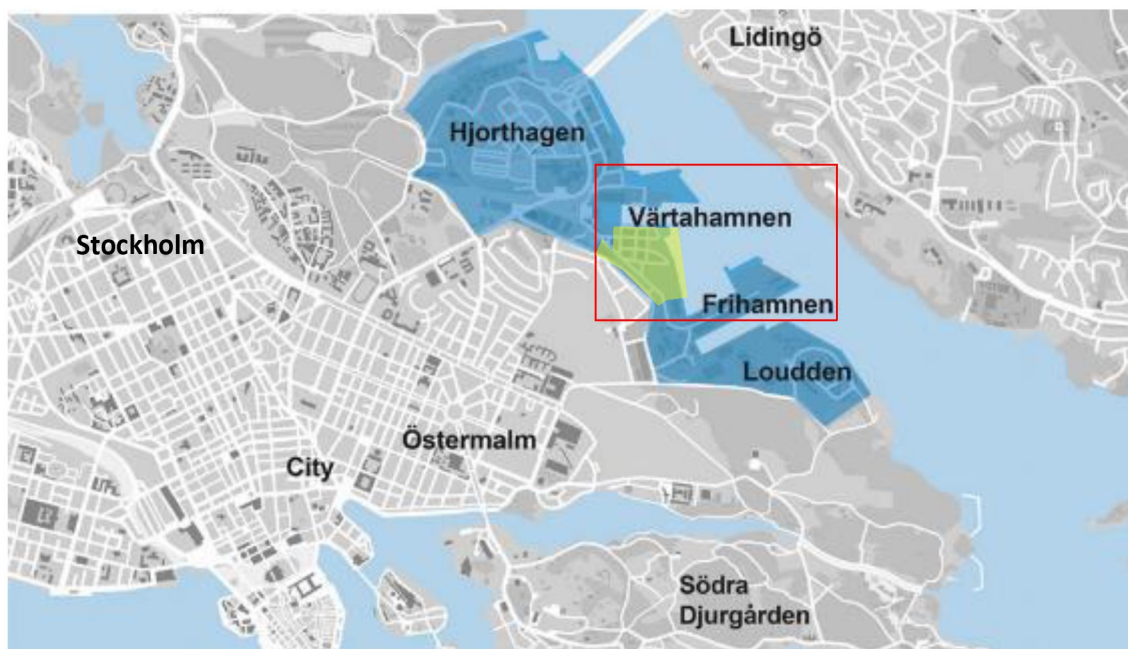 Lidingö
Hjorthagen
Värtahamnen
Stockholm
Frihamnen
Loudden
Östermalm
City
Södra
Djurgården